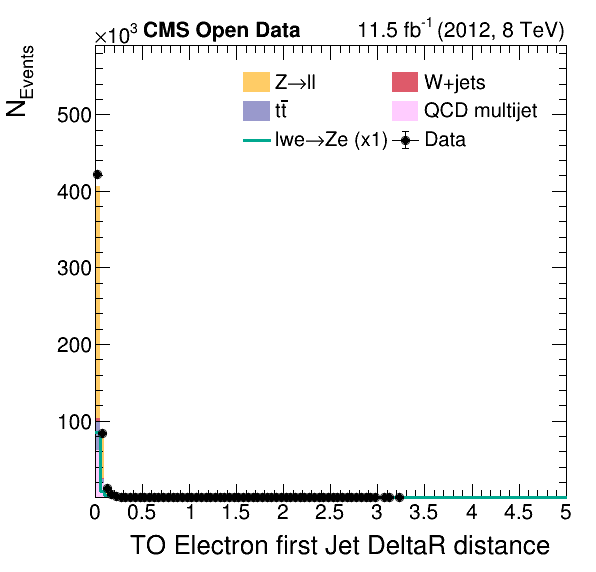 ×10³ CMS Open Data 11.5 fb⁻¹ (2012, 8 TeV)
N_Events
Z→ll W+jets
tt̄ QCD multijet
lwe→Ze (x1) Data
500
400
300
200
100
0 0.5 1 1.5 2 2.5 3 3.5 4 4.5 5
TO Electron first Jet DeltaR distance